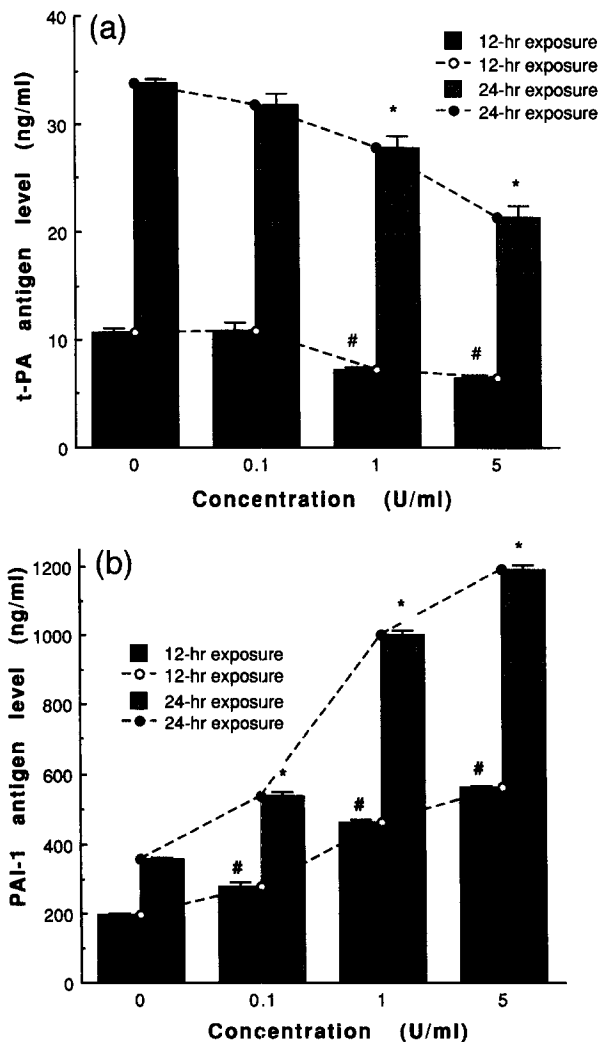 (a)
12-hr exposure
12-hr exposure
24-hr exposure
24-hr exposure
t-PA antigen level (ng/ml)
40
30
20
10
0
*
*
#
#
0 0.1 1 5
Concentration (U/ml)
(b)
12-hr exposure
12-hr exposure
24-hr exposure
24-hr exposure
PAI-1 antigen level (ng/ml)
1200
1000
800
600
400
200
0
*
*
*
#
#
#
0 0.1 1 5
Concentration (U/ml)